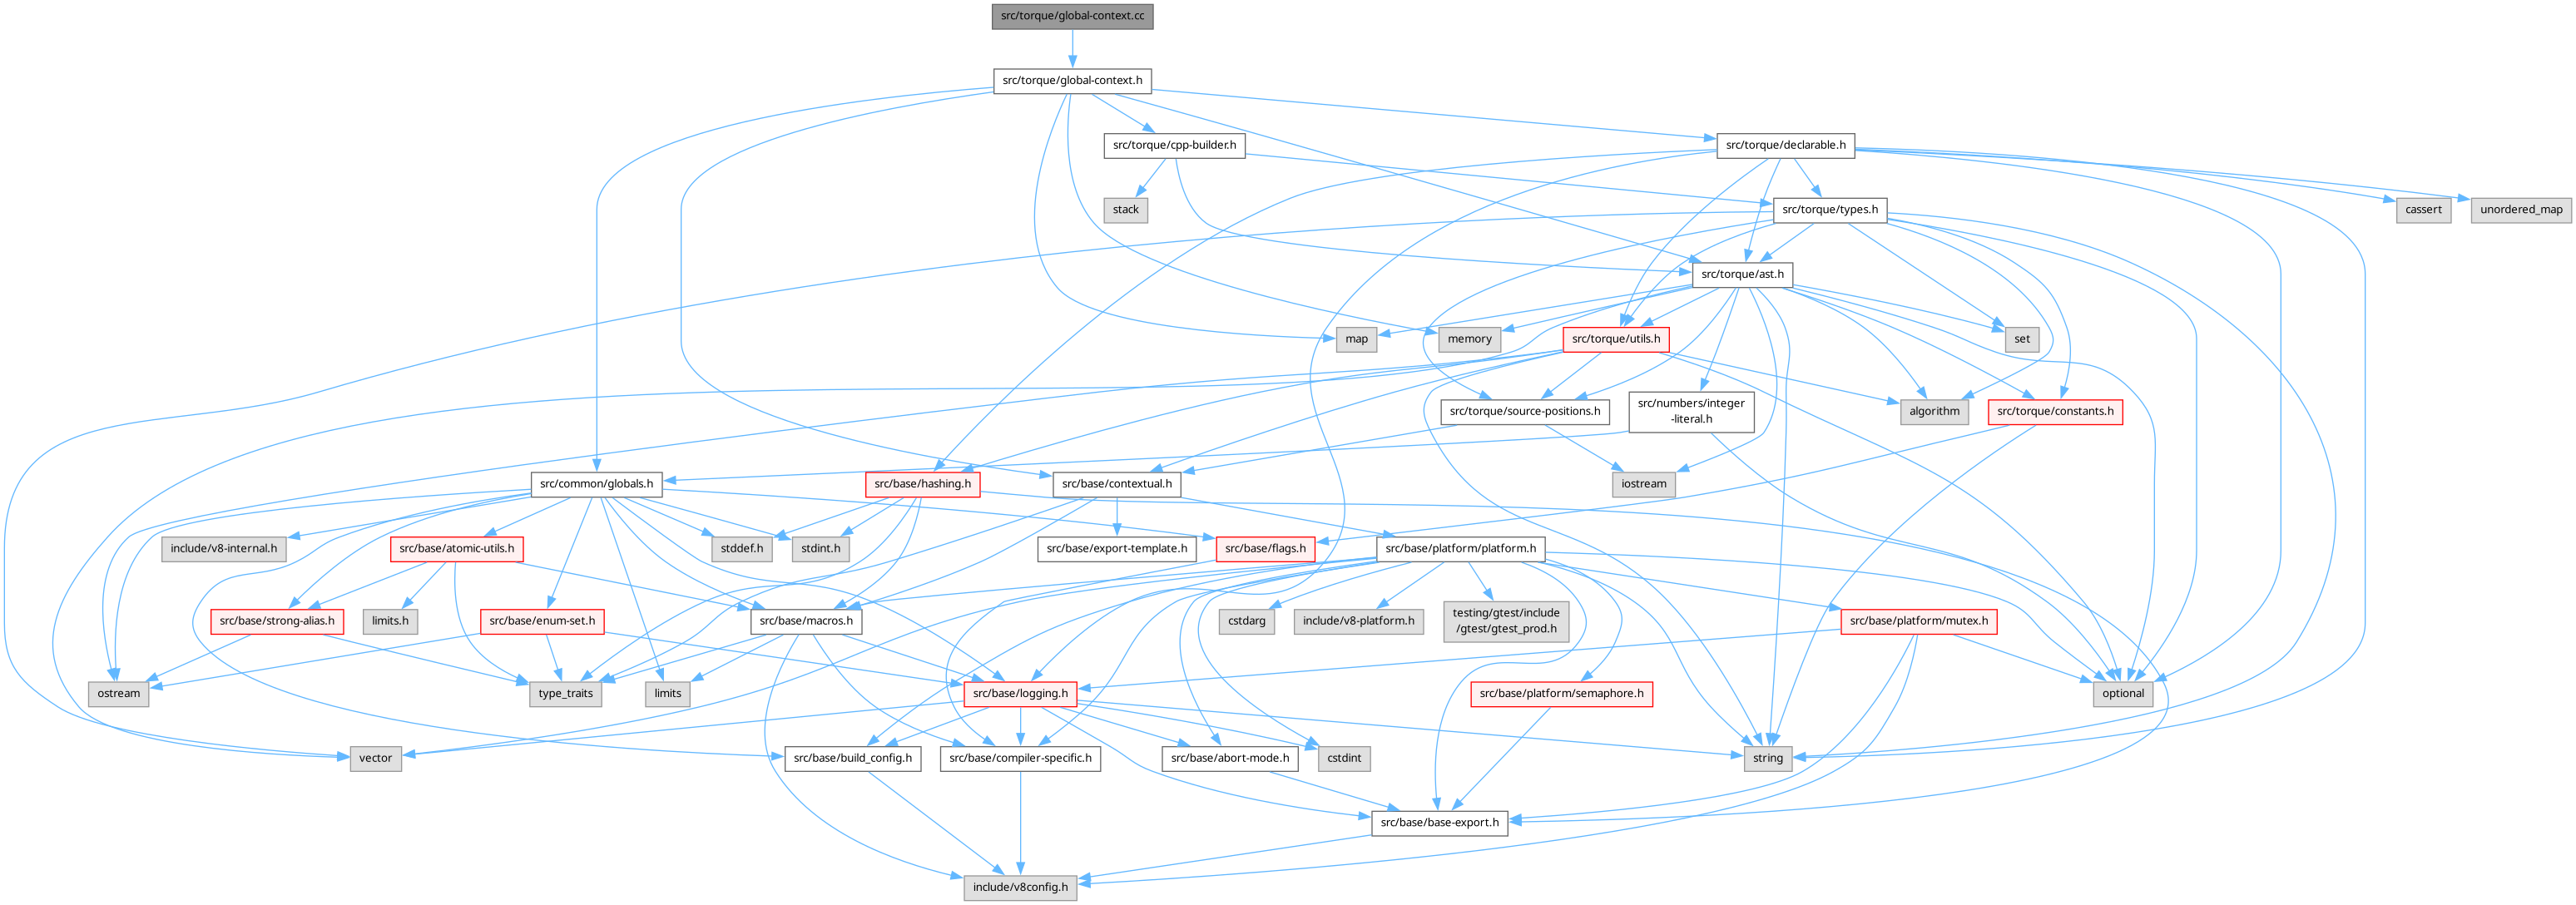 src/torque/global-context.cc
src/torque/global-context.h
src/torque/cpp-builder.h
src/torque/declarable.h
stack
src/torque/types.h
cassert
unordered_map
src/torque/ast.h
map
memory
src/torque/utils.h
set
src/torque/source-positions.h
src/numbers/integer
-literal.h
algorithm
src/torque/constants.h
src/common/globals.h
src/base/hashing.h
src/base/contextual.h
iostream
include/v8-internal.h
src/base/atomic-utils.h
stddef.h
stdint.h
src/base/export-template.h
src/base/flags.h
src/base/platform/platform.h
src/base/strong-alias.h
limits.h
src/base/enum-set.h
src/base/macros.h
cstdarg
include/v8-platform.h
testing/gtest/include
/gtest/gtest_prod.h
src/base/platform/mutex.h
ostream
type_traits
limits
src/base/logging.h
src/base/platform/semaphore.h
optional
vector
src/base/build_config.h
src/base/compiler-specific.h
src/base/abort-mode.h
cstdint
string
src/base/base-export.h
include/v8config.h